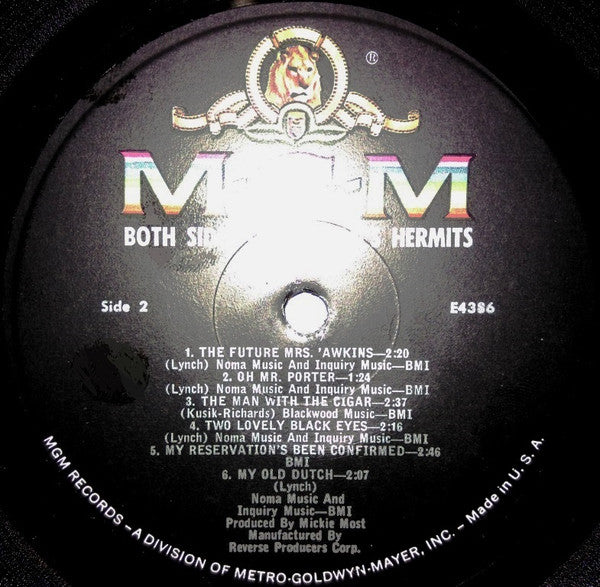 ®
M M
BOTH HERMITS
Side 2 E4386
1. THE FUTURE MRS. 'AWKINS—2:20
(Lynch) Noma Music And Inquiry Music—BMI
2. OH MR. PORTER—1:24
(Lynch) Noma Music And Inquiry Music—BMI
3. THE MAN WITH THE CIGAR—2:37
(Kusik-Richards) Blackwood Music—BMI
4. TWO LOVELY BLACK EYES—2:16
(Lynch) Noma Music And Inquiry Music—BMI
5. MY RESERVATION'S BEEN CONFIRMED—2:46
BMI
6. MY OLD DUTCH—2:07
(Lynch)
Noma Music And
Inquiry Music—BMI
Produced By Mickie Most
Manufactured By
Reverse Producers Corp.
MGM RECORDS – A DIVISION OF METRO-GOLDWYN-MAYER, INC. – Made in U. S. A.